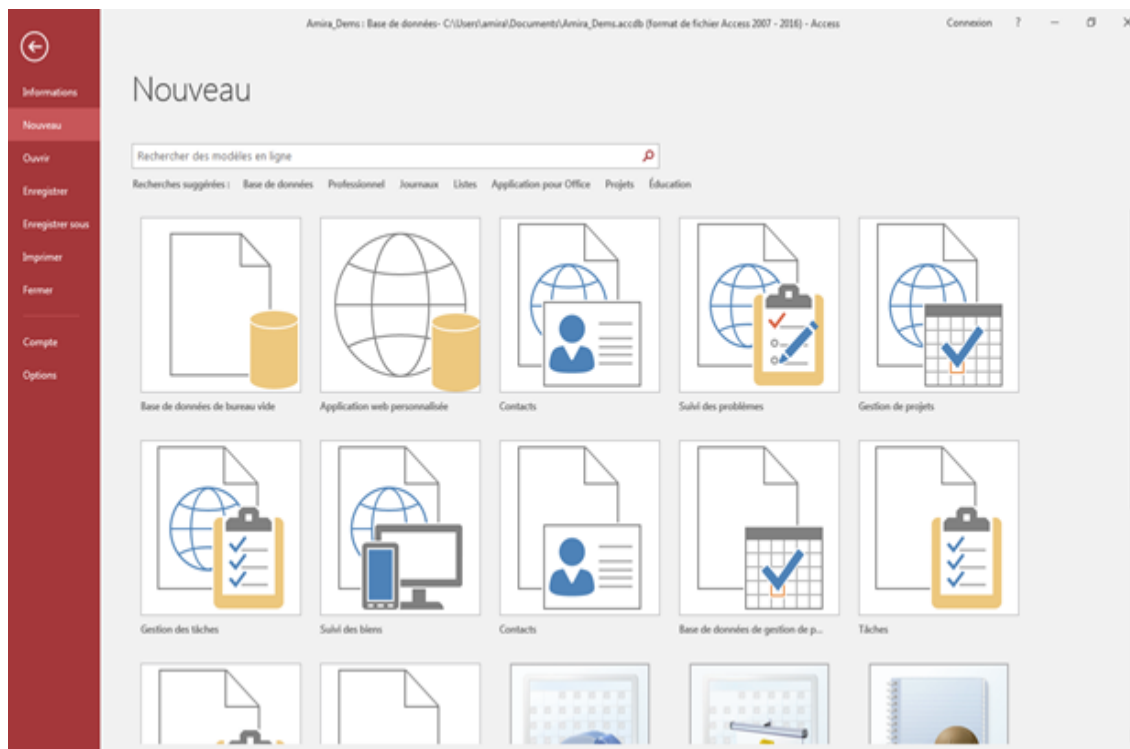 Amira_Dems : Base de données- C:\Users\amira\Documents\Amira_Dems.accdb (format de fichier Access 2007 - 2016) - Access
Connexion ?
Informations
Nouveau
Ouvrir
Enregistrer
Enregistrer sous
Imprimer
Fermer
Compte
Options
Nouveau
Rechercher des modèles en ligne
Recherches suggérées : Base de données Professionnel Journaux Listes Application pour Office Projets Éducation
Base de données de bureau vide
Application web personnalisée
Contacts
Suivi des problèmes
Gestion de projets
Gestion des tâches
Suivi des biens
Contacts
Base de données de gestion de p...
Tâches